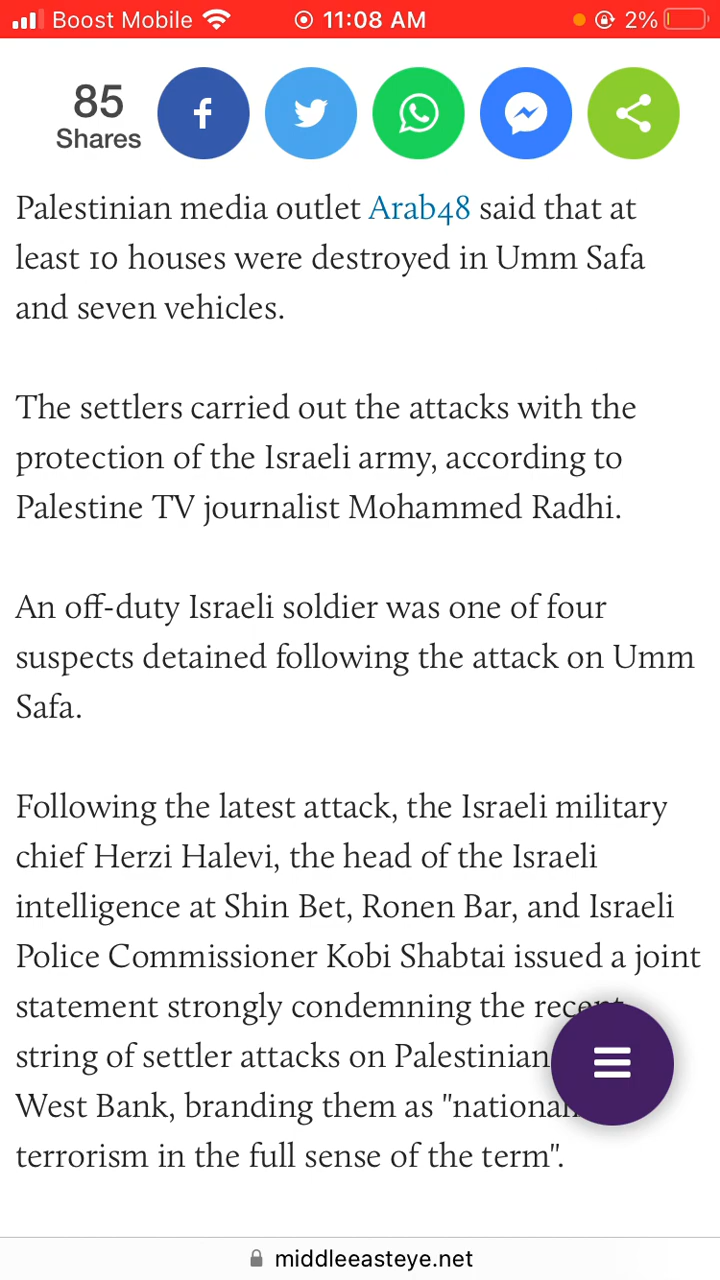 Boost Mobile 11:08 AM 2%
85
Shares
Palestinian media outlet Arab48 said that at
least 10 houses were destroyed in Umm Safa
and seven vehicles.
The settlers carried out the attacks with the
protection of the Israeli army, according to
Palestine TV journalist Mohammed Radhi.
An off-duty Israeli soldier was one of four
suspects detained following the attack on Umm
Safa.
Following the latest attack, the Israeli military
chief Herzi Halevi, the head of the Israeli
intelligence at Shin Bet, Ronen Bar, and Israeli
Police Commissioner Kobi Shabtai issued a joint
statement strongly condemning the recent
string of settler attacks on Palestinian
West Bank, branding them as "national
terrorism in the full sense of the term".
middleeasteye.net